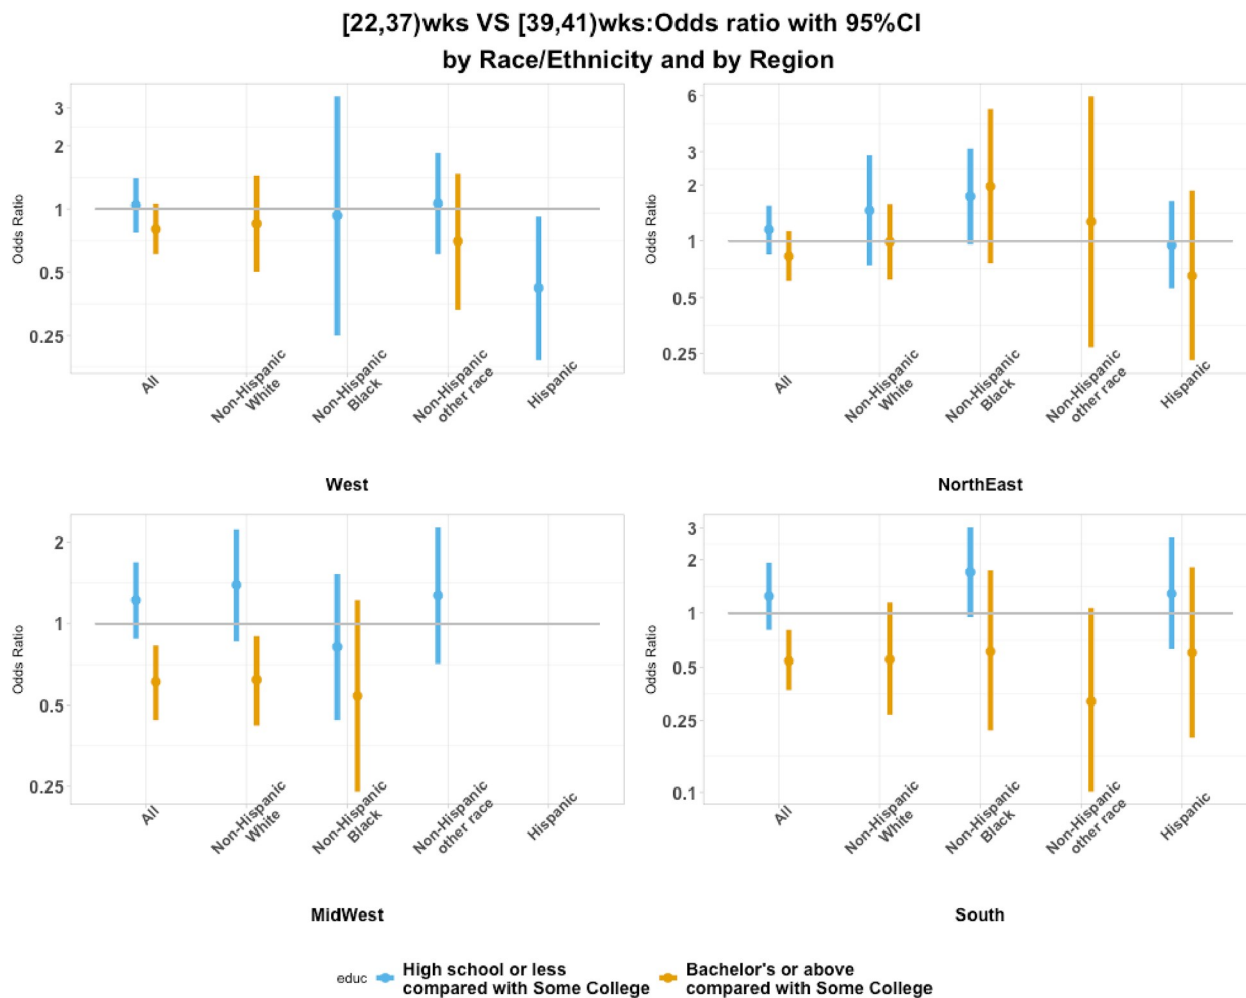 [22,37)wks VS [39,41)wks:Odds ratio with 95%CI
by Race/Ethnicity and by Region
Odds Ratio
3
2
1
0.5
0.25
All
Non-Hispanic
White
Non-Hispanic
Black
Non-Hispanic
other race
Hispanic
West
Odds Ratio
6
3
2
1
0.5
0.25
All
Non-Hispanic
White
Non-Hispanic
Black
Non-Hispanic
other race
Hispanic
NorthEast
Odds Ratio
2
1
0.5
0.25
All
Non-Hispanic
White
Non-Hispanic
Black
Non-Hispanic
other race
Hispanic
MidWest
Odds Ratio
3
2
1
0.5
0.25
0.1
All
Non-Hispanic
White
Non-Hispanic
Black
Non-Hispanic
other race
Hispanic
South
educ
High school or less
compared with Some College
Bachelor's or above
compared with Some College